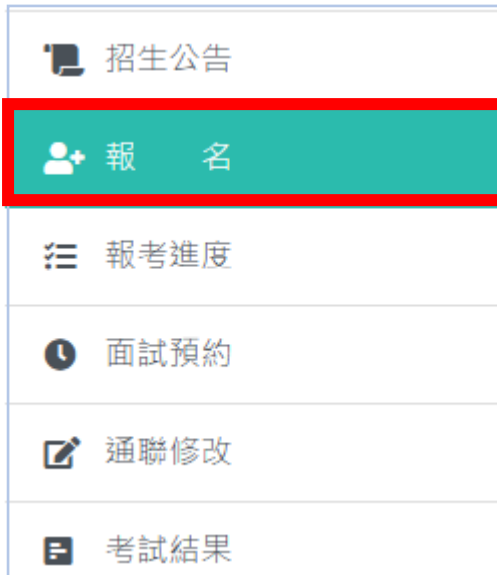 招生公告
報　　名
報考進度
面試預約
通聯修改
考試結果